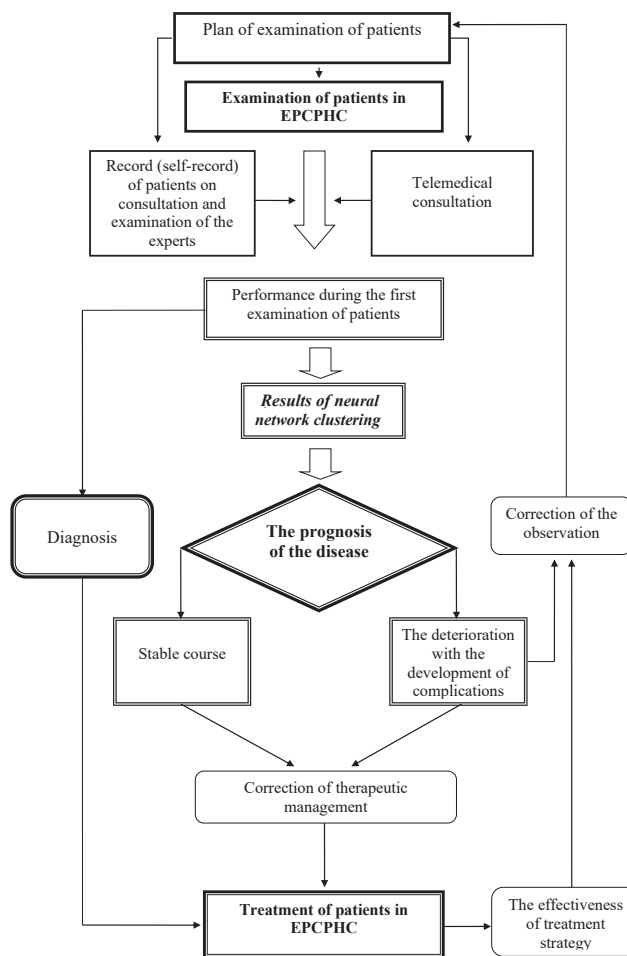 Plan of examination of patients
Examination of patients in
EPCPHC
Record (self-record)
of patients on
consultation and
examination of the
experts
Telemedical
consultation
Performance during the first
examination of patients
Results of neural
network clustering
The prognosis
of the disease
Diagnosis
Correction of the
observation
Stable course
The deterioration
with the
development of
complications
Correction of therapeutic
management
Treatment of patients in
EPCPHC
The effectiveness
of treatment
strategy